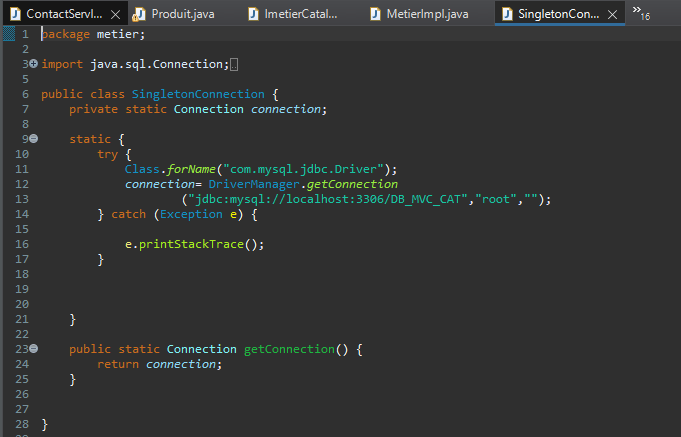 ContactServl...
Produit.java
ImetierCatal...
MetierImpl.java
SingletonCon...
»16
1 package metier;
2
3 import java.sql.Connection;
5
6 public class SingletonConnection {
7 private static Connection connection;
8
9 static {
10 try {
11 Class.forName("com.mysql.jdbc.Driver");
12 connection= DriverManager.getConnection
13 ("jdbc:mysql://localhost:3306/DB_MVC_CAT","root","");
14 } catch (Exception e) {
15
16 e.printStackTrace();
17 }
18
19
20
21 }
22
23 public static Connection getConnection() {
24 return connection;
25 }
26
27
28 }